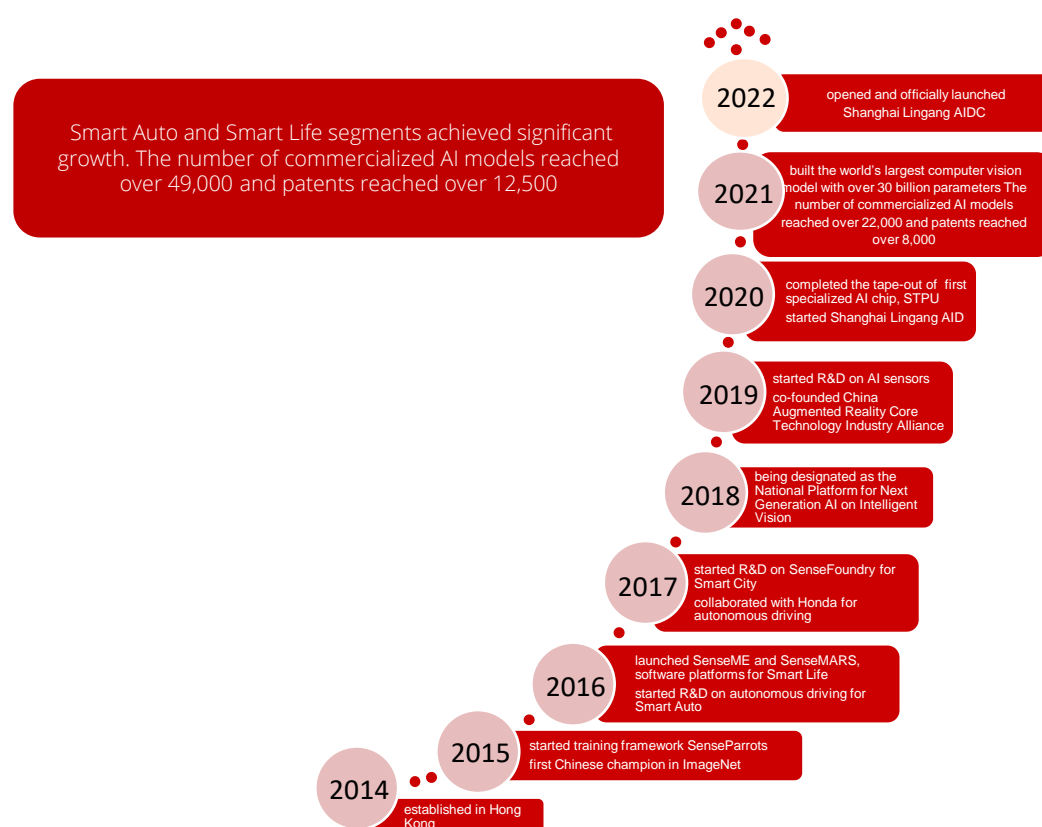 Smart Auto and Smart Life segments achieved significant
growth. The number of commercialized AI models reached
over 49,000 and patents reached over 12,500
2022
opened and officially launched
Shanghai Lingang AIDC
2021
built the world's largest computer vision
model with over 30 billion parameters The
number of commercialized AI models
reached over 22,000 and patents reached
over 8,000
2020
completed the tape-out of first
specialized AI chip, STPU
started Shanghai Lingang AID
2019
started R&D on AI sensors
co-founded China
Augmented Reality Core
Technology Industry Alliance
2018
being designated as the
National Platform for Next
Generation AI on Intelligent
Vision
2017
started R&D on SenseFoundry for
Smart City
collaborated with Honda for
autonomous driving
2016
launched SenseME and SenseMARS,
software platforms for Smart Life
started R&D on autonomous driving for
Smart Auto
2015
started training framework SenseParrots
first Chinese champion in ImageNet
2014
established in Hong
Kong